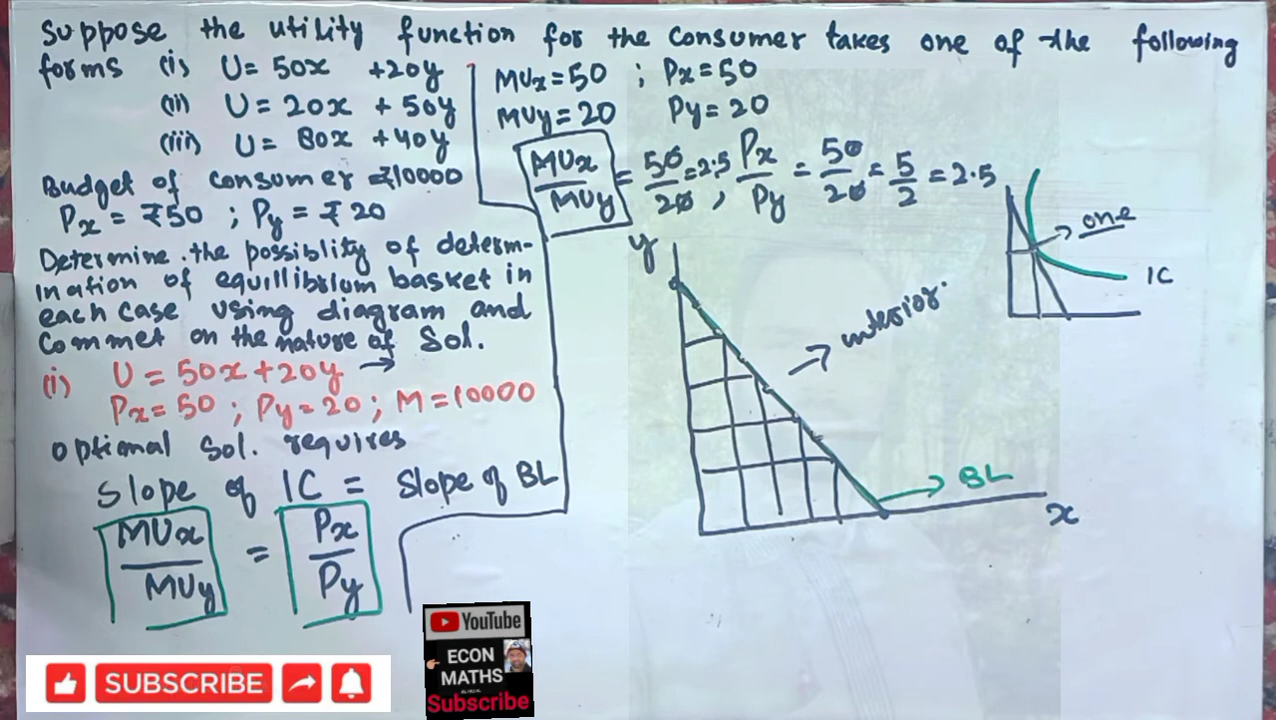 Suppose the utility function for the consumer takes one of the following
forms (i) U = 50x + 20y
(ii) U = 20x + 50y
(iii) U = 80x + 40y
Budget of consumer = ₹10000
Px = ₹50 ; Py = ₹20
Determine the possiblity of determ-
ination of equillibrium basket in
each case using diagram and
Commet on the nature of Sol.
(i) U = 50x + 20y →
Px = 50 ; Py = 20 ; M = 10000
optimal Sol. requires
Slope of IC = Slope of BL
MUx = Px
MUy Py
MUx = 50 ; Px = 50
MUy = 20 Py = 20
MUx = 50 = 2.5 , Px = 50 = 5 = 2.5
MUy 20 Py 20 2
y
interior.
BL
x
one
IC
YouTube
ECON
MATHS
Subscribe
SUBSCRIBE